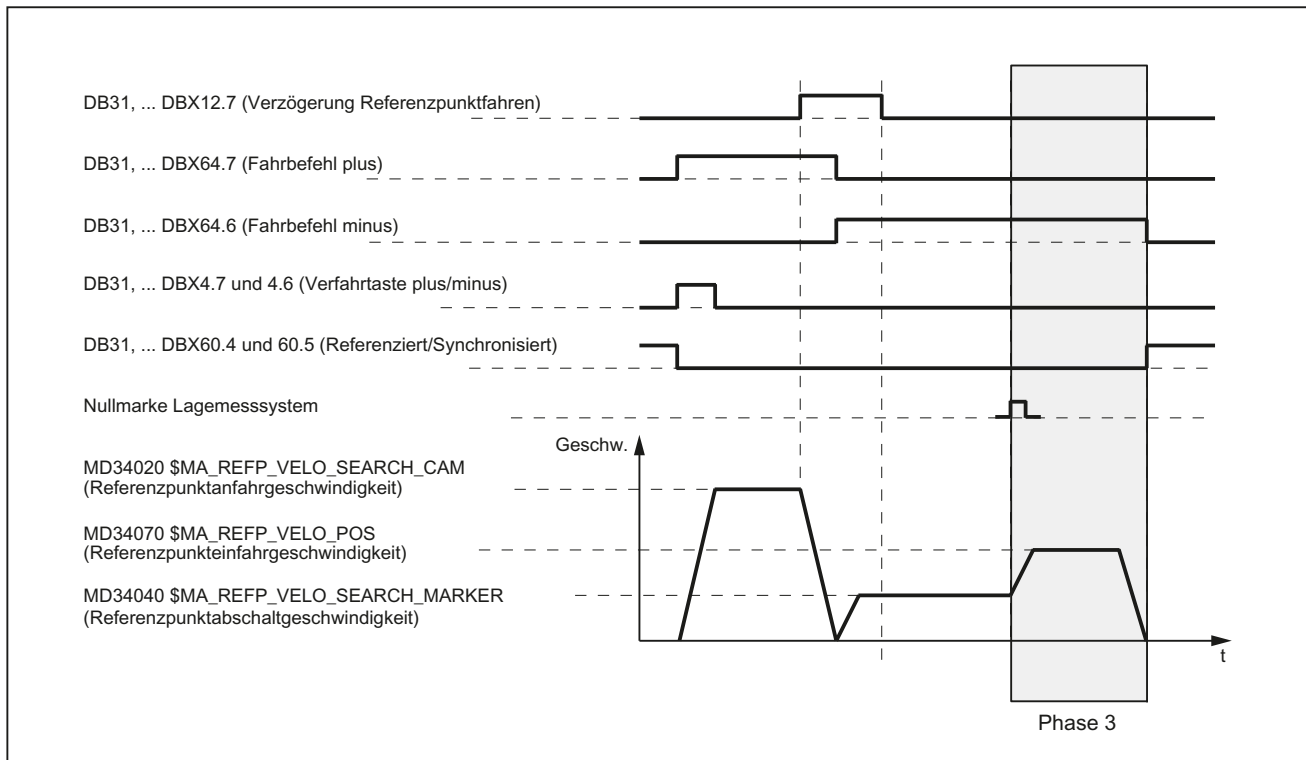 DB31, ... DBX12.7 (Verzögerung Referenzpunktfahren)
DB31, ... DBX64.7 (Fahrbefehl plus)
DB31, ... DBX64.6 (Fahrbefehl minus)
DB31, ... DBX4.7 und 4.6 (Verfahrtaste plus/minus)
DB31, ... DBX60.4 und 60.5 (Referenziert/Synchronisiert)
Nullmarke Lagemesssystem
Geschw.
MD34020 $MA_REFP_VELO_SEARCH_CAM
(Referenzpunktanfahrgeschwindigkeit)
MD34070 $MA_REFP_VELO_POS
(Referenzpunkteinfahrgeschwindigkeit)
MD34040 $MA_REFP_VELO_SEARCH_MARKER
(Referenzpunktabschaltgeschwindigkeit)
t
Phase 3